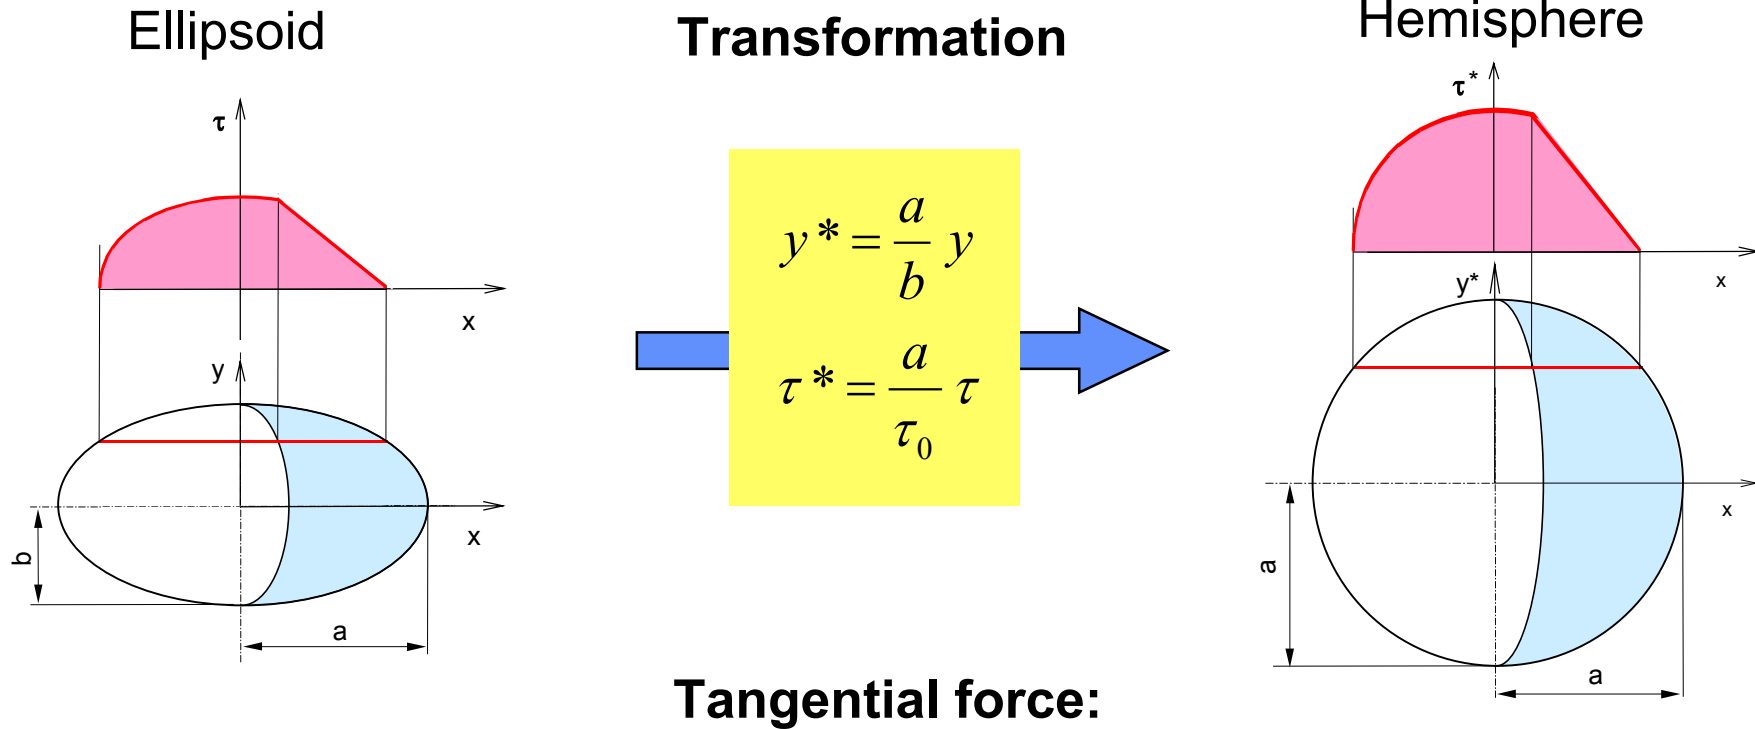 Ellipsoid
Transformation
Hemisphere
τ
x
y
x
b
a
y* = a/b y
τ* = a/τ₀ τ
τ*
x
y*
x
a
a
Tangential force: